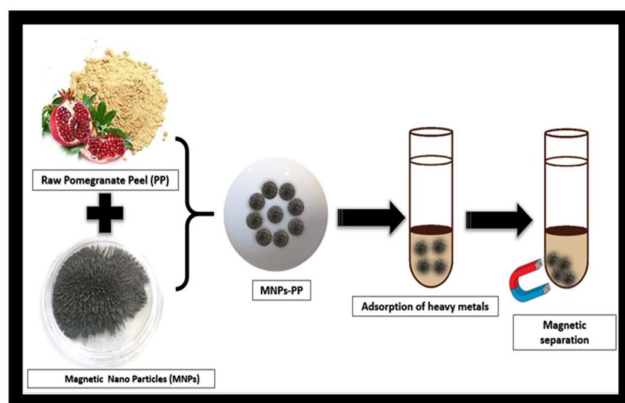 Raw Pomegranate Peel (PP)
Magnetic Nano Particles (MNPs)
MNPs-PP
Adsorption of heavy metals
Magnetic
separation